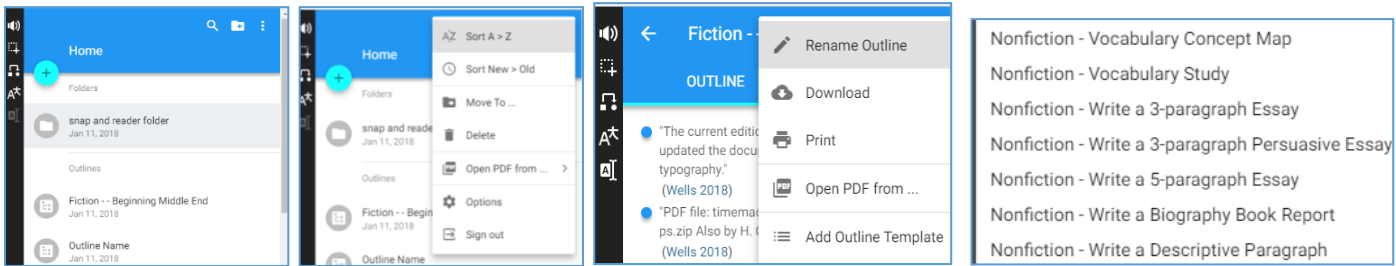 Home
Folders
snap and reader folder
Jan 11, 2018
Outlines
Fiction - - Beginning Middle End
Jan 11, 2018
Outline Name
Jan 11, 2018
Home
Folders
snap and reade
Jan 11, 2018
Outlines
Fiction - - Begin
Jan 11, 2018
Outline Name
Sort A > Z
Sort New > Old
Move To ...
Delete
Open PDF from ...
Options
Sign out
Fiction - -
OUTLINE
"The current editic
updated the docu
typography."
(Wells 2018)
"PDF file: timemac
ps.zip Also by H. G
(Wells 2018)
Rename Outline
Download
Print
Open PDF from ...
Add Outline Template
Nonfiction - Vocabulary Concept Map
Nonfiction - Vocabulary Study
Nonfiction - Write a 3-paragraph Essay
Nonfiction - Write a 3-paragraph Persuasive Essay
Nonfiction - Write a 5-paragraph Essay
Nonfiction - Write a Biography Book Report
Nonfiction - Write a Descriptive Paragraph